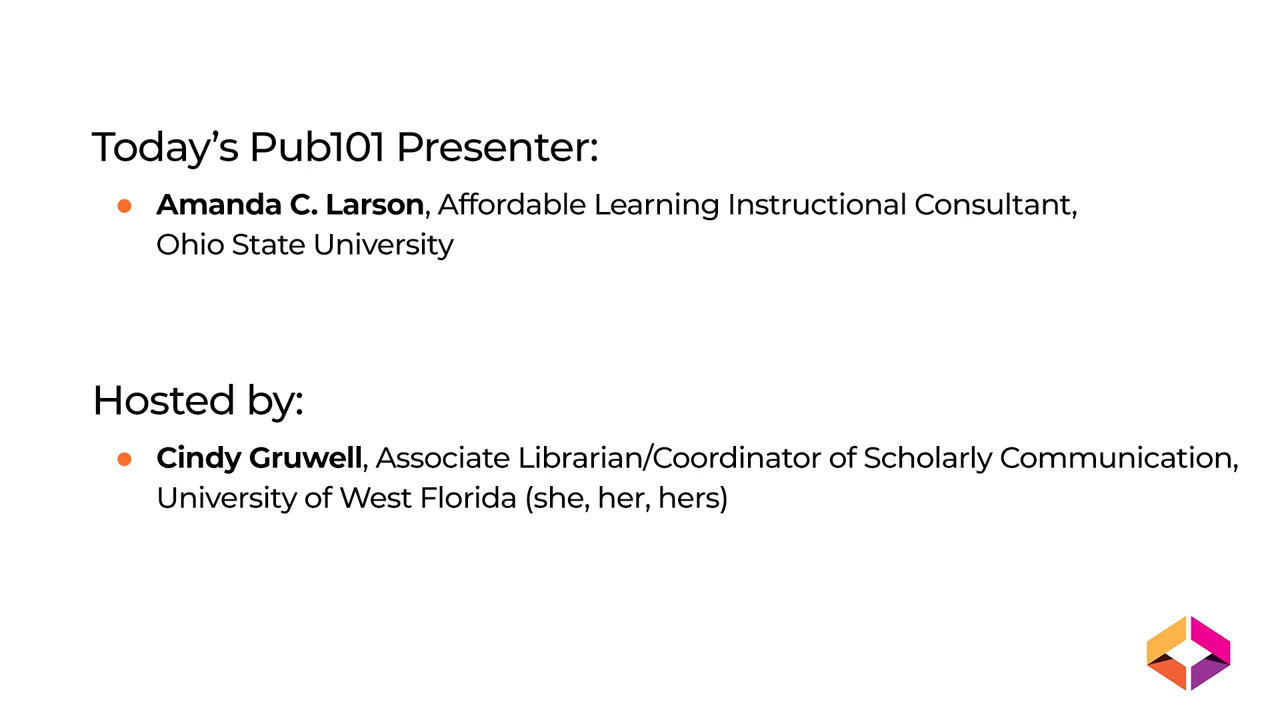 Today’s Pub101 Presenter:
● Amanda C. Larson, Affordable Learning Instructional Consultant,
Ohio State University
Hosted by:
● Cindy Gruwell, Associate Librarian/Coordinator of Scholarly Communication,
University of West Florida (she, her, hers)